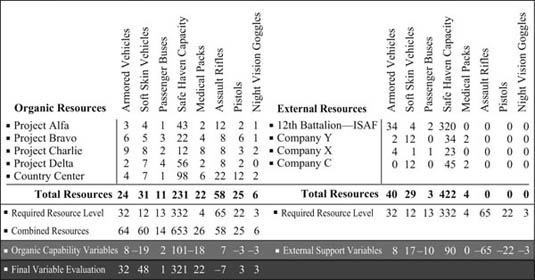 Organic Resources Armored Vehicles Soft Skin Vehicles Passenger Buses Safe Haven Capacity Medical Packs Assault Rifles Pistols Night Vision Goggles
Project Alfa 3 4 1 43 2 12 2 1
Project Bravo 6 5 3 22 4 8 6 1
Project Charlie 9 8 2 12 8 8 3 2
Project Delta 2 7 4 56 2 8 2 0
Country Center 4 7 1 98 6 22 12 2
Total Resources 24 31 11 231 22 58 25 6
Required Resource Level 32 12 13 332 4 65 22 3
Combined Resources 64 60 14 653 26 58 25 6
Organic Capability Variables 8 –19 2 101 –18 7 –3 –3
Final Variable Evaluation 32 48 1 321 22 –7 3 3
External Resources Armored Vehicles Soft Skin Vehicles Passenger Buses Safe Haven Capacity Medical Packs Assault Rifles Pistols Night Vision Goggles
12th Battalion—ISAF 34 4 2 320 0 0 0 0
Company Y 2 12 0 34 2 0 0 0
Company X 4 1 1 23 0 0 0 0
Company C 0 12 0 45 2 0 0 0
Total Resources 40 29 3 422 4 0 0 0
Required Resource Level 32 12 13 332 4 65 22 3
External Support Variables 8 17 –10 90 0 –65 –22 –3